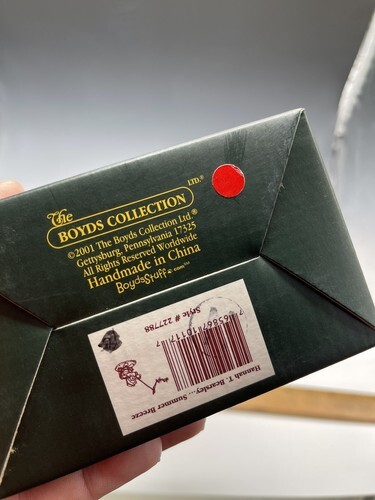 The
BOYDS COLLECTION LTD.®
©2001 The Boyds Collection Ltd®
Gettysburg, Pennsylvania 17325
All Rights Reserved Worldwide
Handmade in China
BoydsStuff.com™
Hannah T. Bearsley... Summer Breeze
Style # 227788